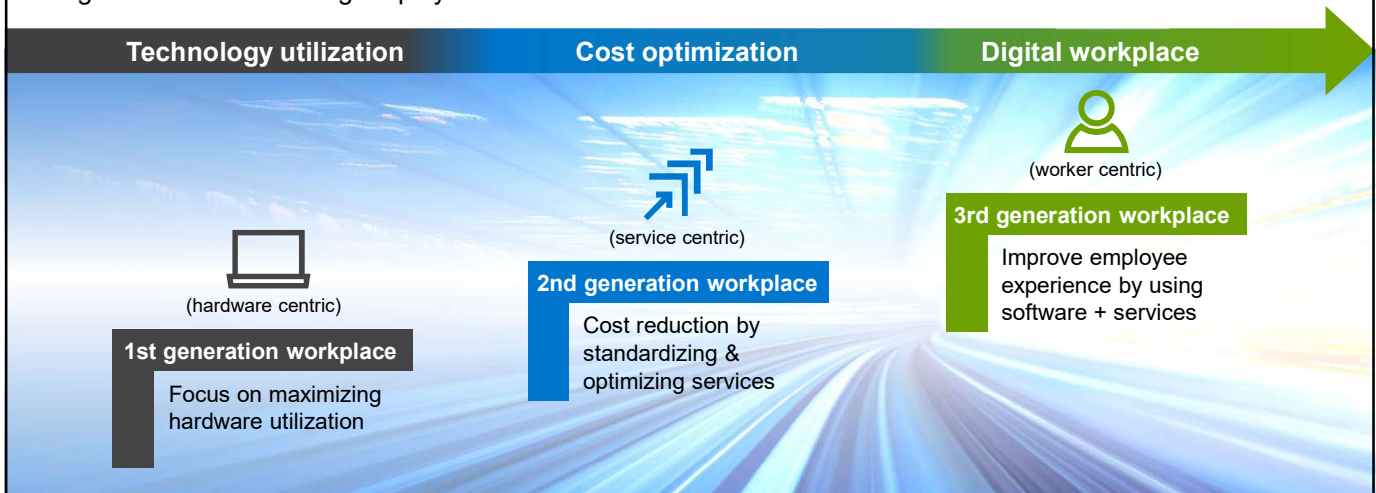 Technology utilization
Cost optimization
Digital workplace
(hardware centric)
1st generation workplace
Focus on maximizing
hardware utilization
(service centric)
2nd generation workplace
Cost reduction by
standardizing &
optimizing services
(worker centric)
3rd generation workplace
Improve employee
experience by using
software + services